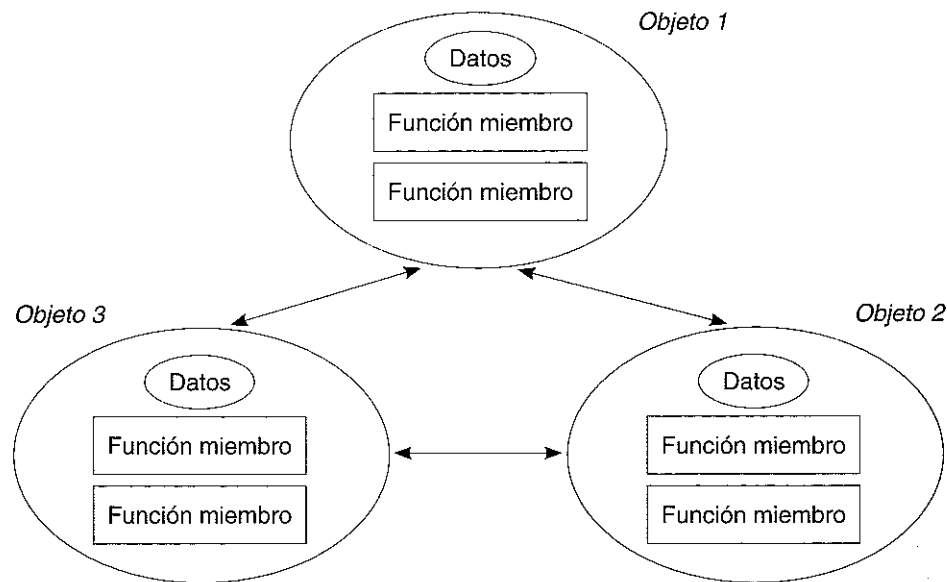 Objeto 1
Datos
Función miembro
Función miembro
Objeto 3
Datos
Función miembro
Función miembro
Objeto 2
Datos
Función miembro
Función miembro